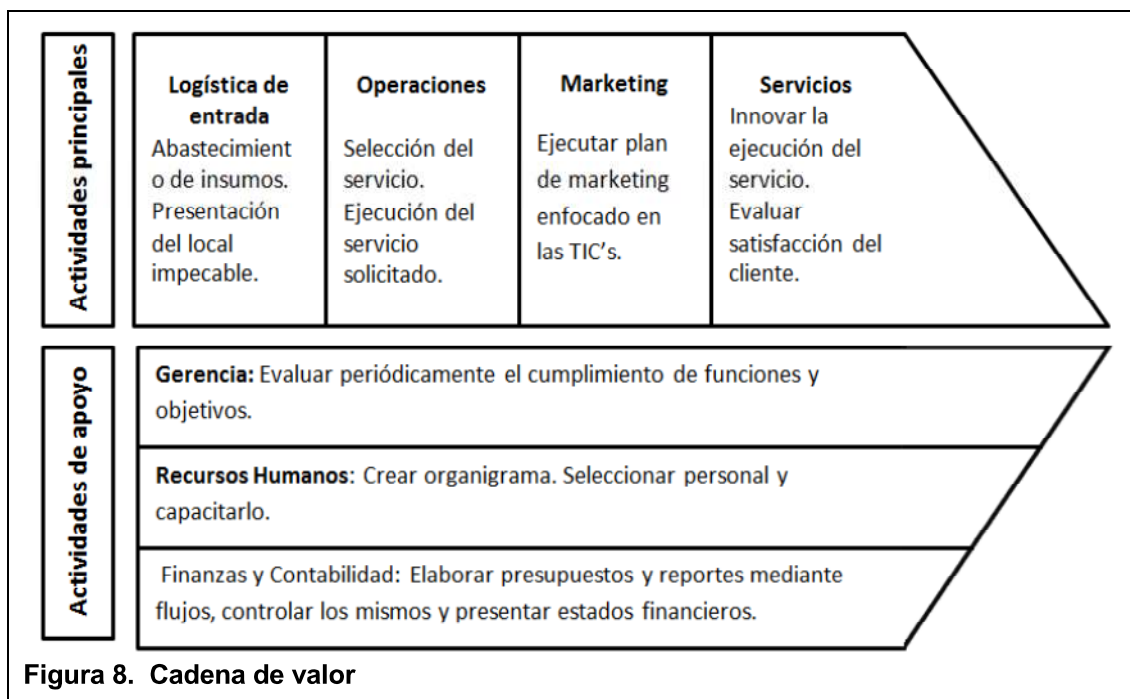 Actividades principales
Logística de
entrada
Abastecimient
o de insumos.
Presentación
del local
impecable.
Operaciones
Selección del
servicio.
Ejecución del
servicio
solicitado.
Marketing
Ejecutar plan
de marketing
enfocado en
las TIC's.
Servicios
Innovar la
ejecución del
servicio.
Evaluar
satisfacción del
cliente.
Actividades de apoyo
Gerencia: Evaluar periódicamente el cumplimiento de funciones y
objetivos.
Recursos Humanos: Crear organigrama. Seleccionar personal y
capacitarlo.
Finanzas y Contabilidad: Elaborar presupuestos y reportes mediante
flujos, controlar los mismos y presentar estados financieros.
Figura 8. Cadena de valor